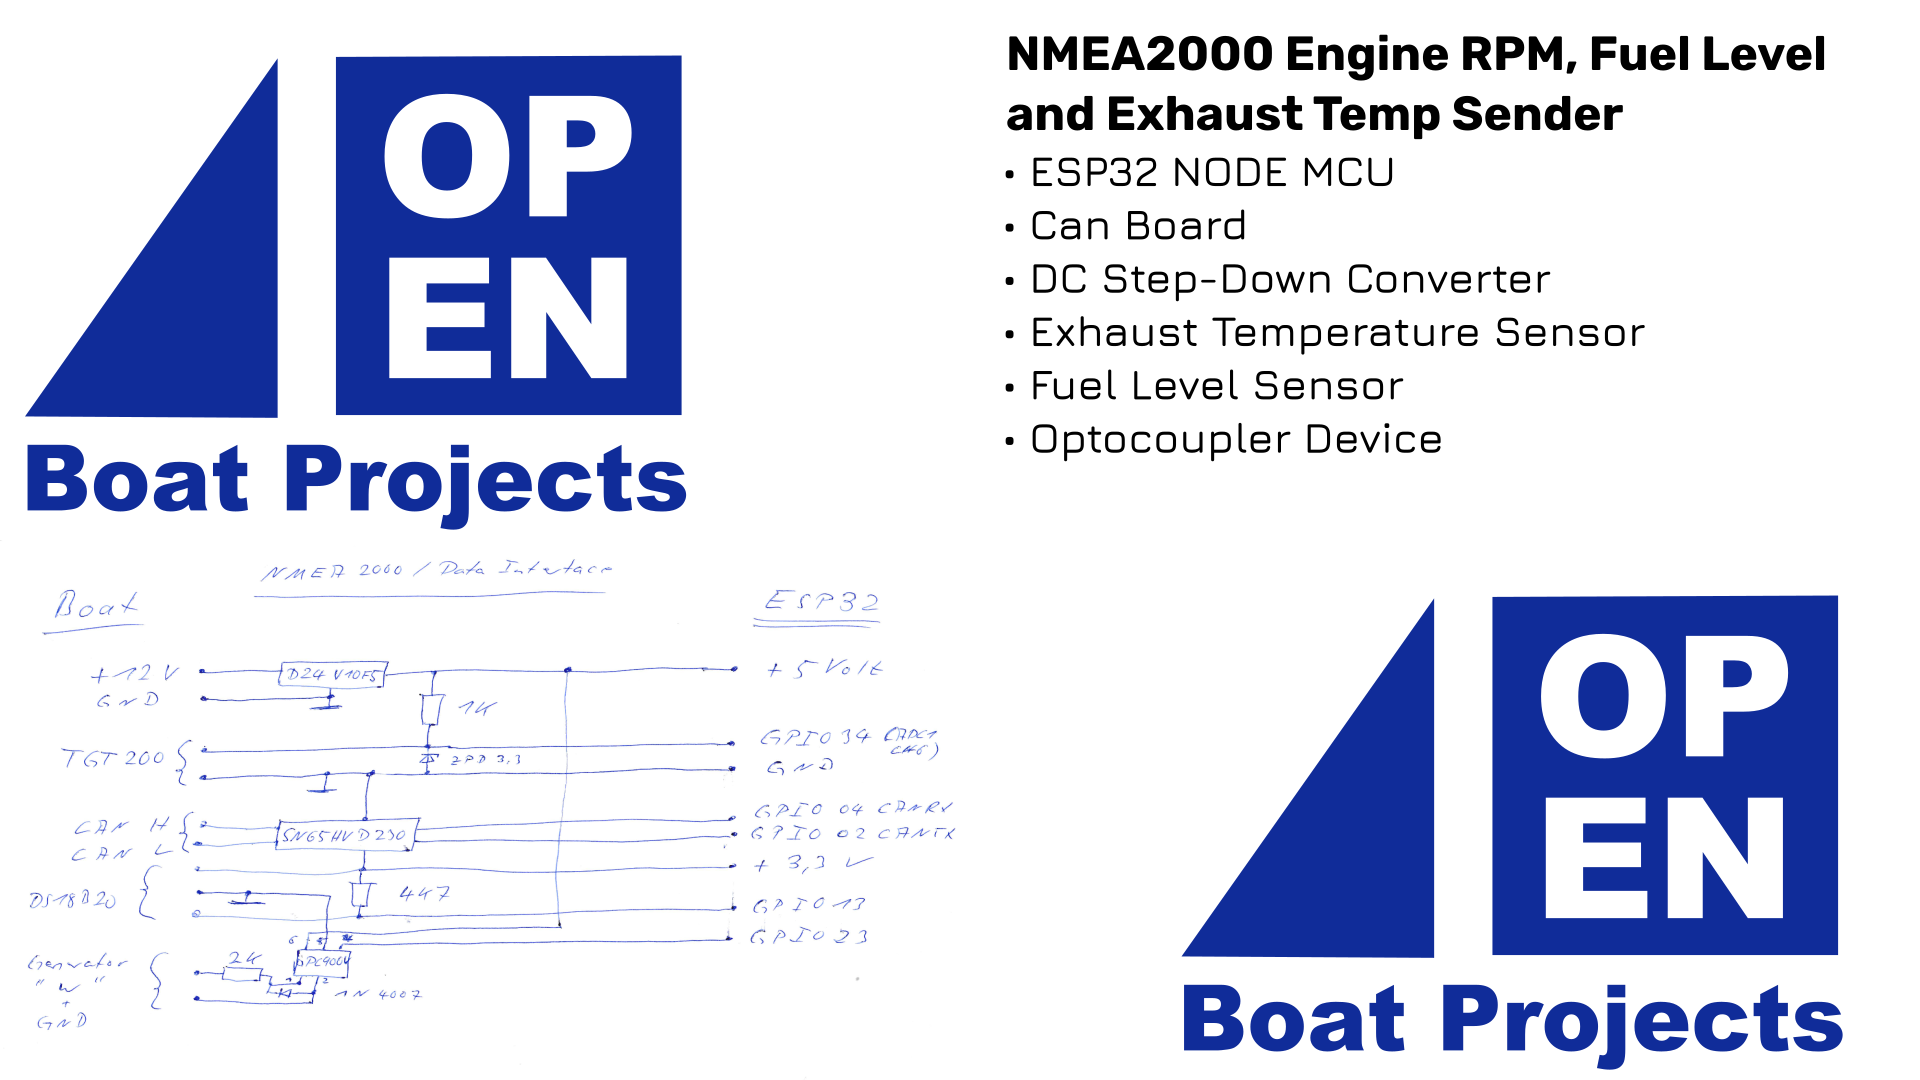 OP
EN
Boat Projects
NMEA2000 Engine RPM, Fuel Level
and Exhaust Temp Sender
• ESP32 NODE MCU
• Can Board
• DC Step-Down Converter
• Exhaust Temperature Sensor
• Fuel Level Sensor
• Optocoupler Device
NMEA 2000 / Data Interface
Boat
ESP32
+12 V
D24 V10F5
+ 5 Volt
GND
1K
TGT 200
GPIO 34 (ADC1
CH6)
ZPD 3,3
GND
CAN H
SN65HVD230
GPIO 04 CANRX
CAN L
GPIO 02 CANTX
+ 3,3 V
DS18B20
4k7
GPIO 13
6 5
GPIO 23
Generator
2K
1 2
"W"
1N 4007
+
GND
OP
EN
Boat Projects